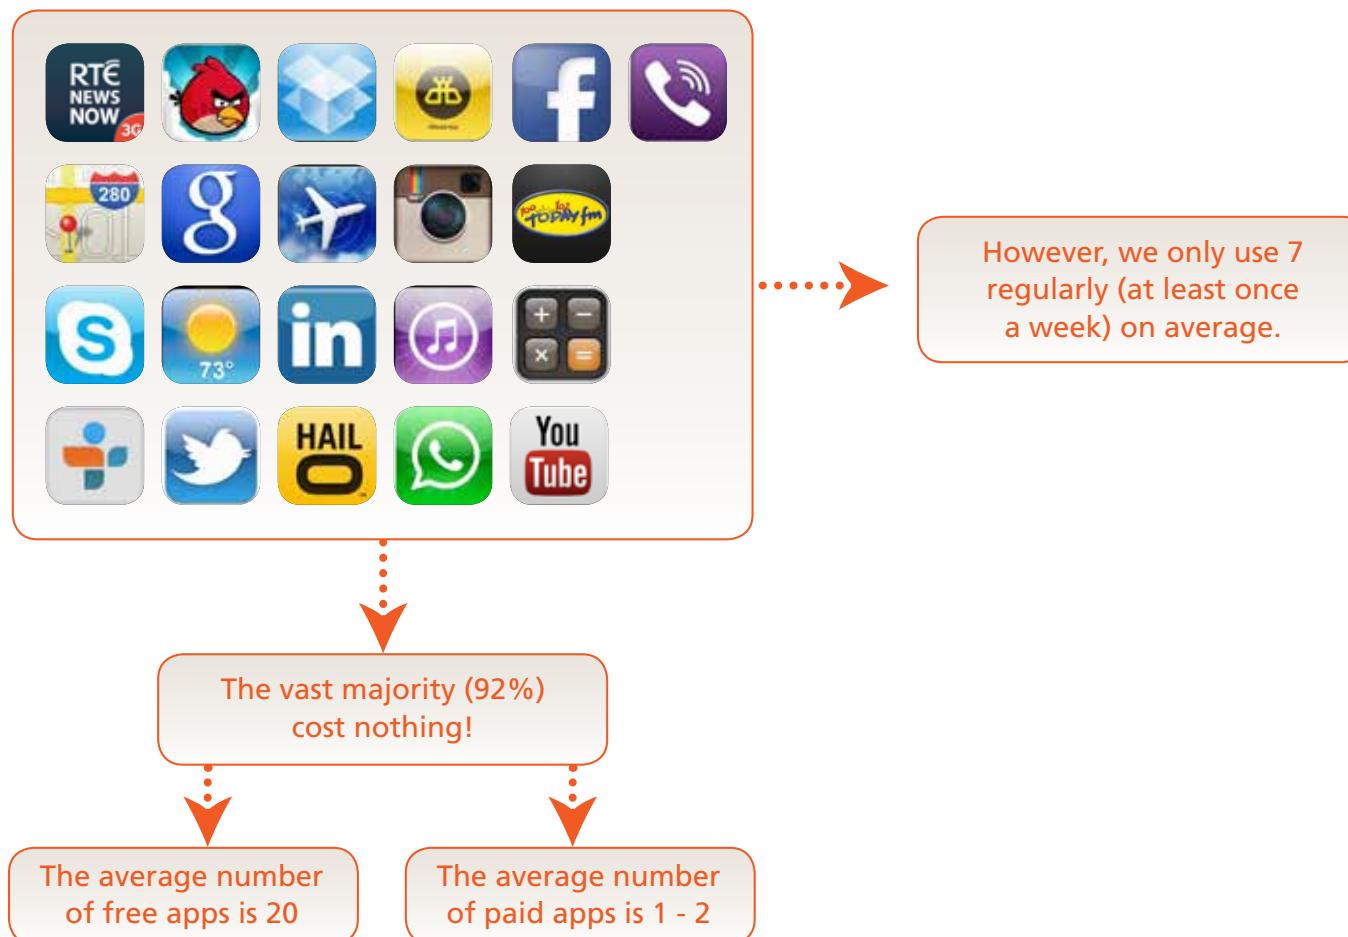 RTÉ
NEWS
NOW
3G
f
280
g
TODAY fm
S
73°
in
+ −
× =
HAIL
O
You
Tube
However, we only use 7
regularly (at least once
a week) on average.
The vast majority (92%)
cost nothing!
The average number
of free apps is 20
The average number
of paid apps is 1 - 2